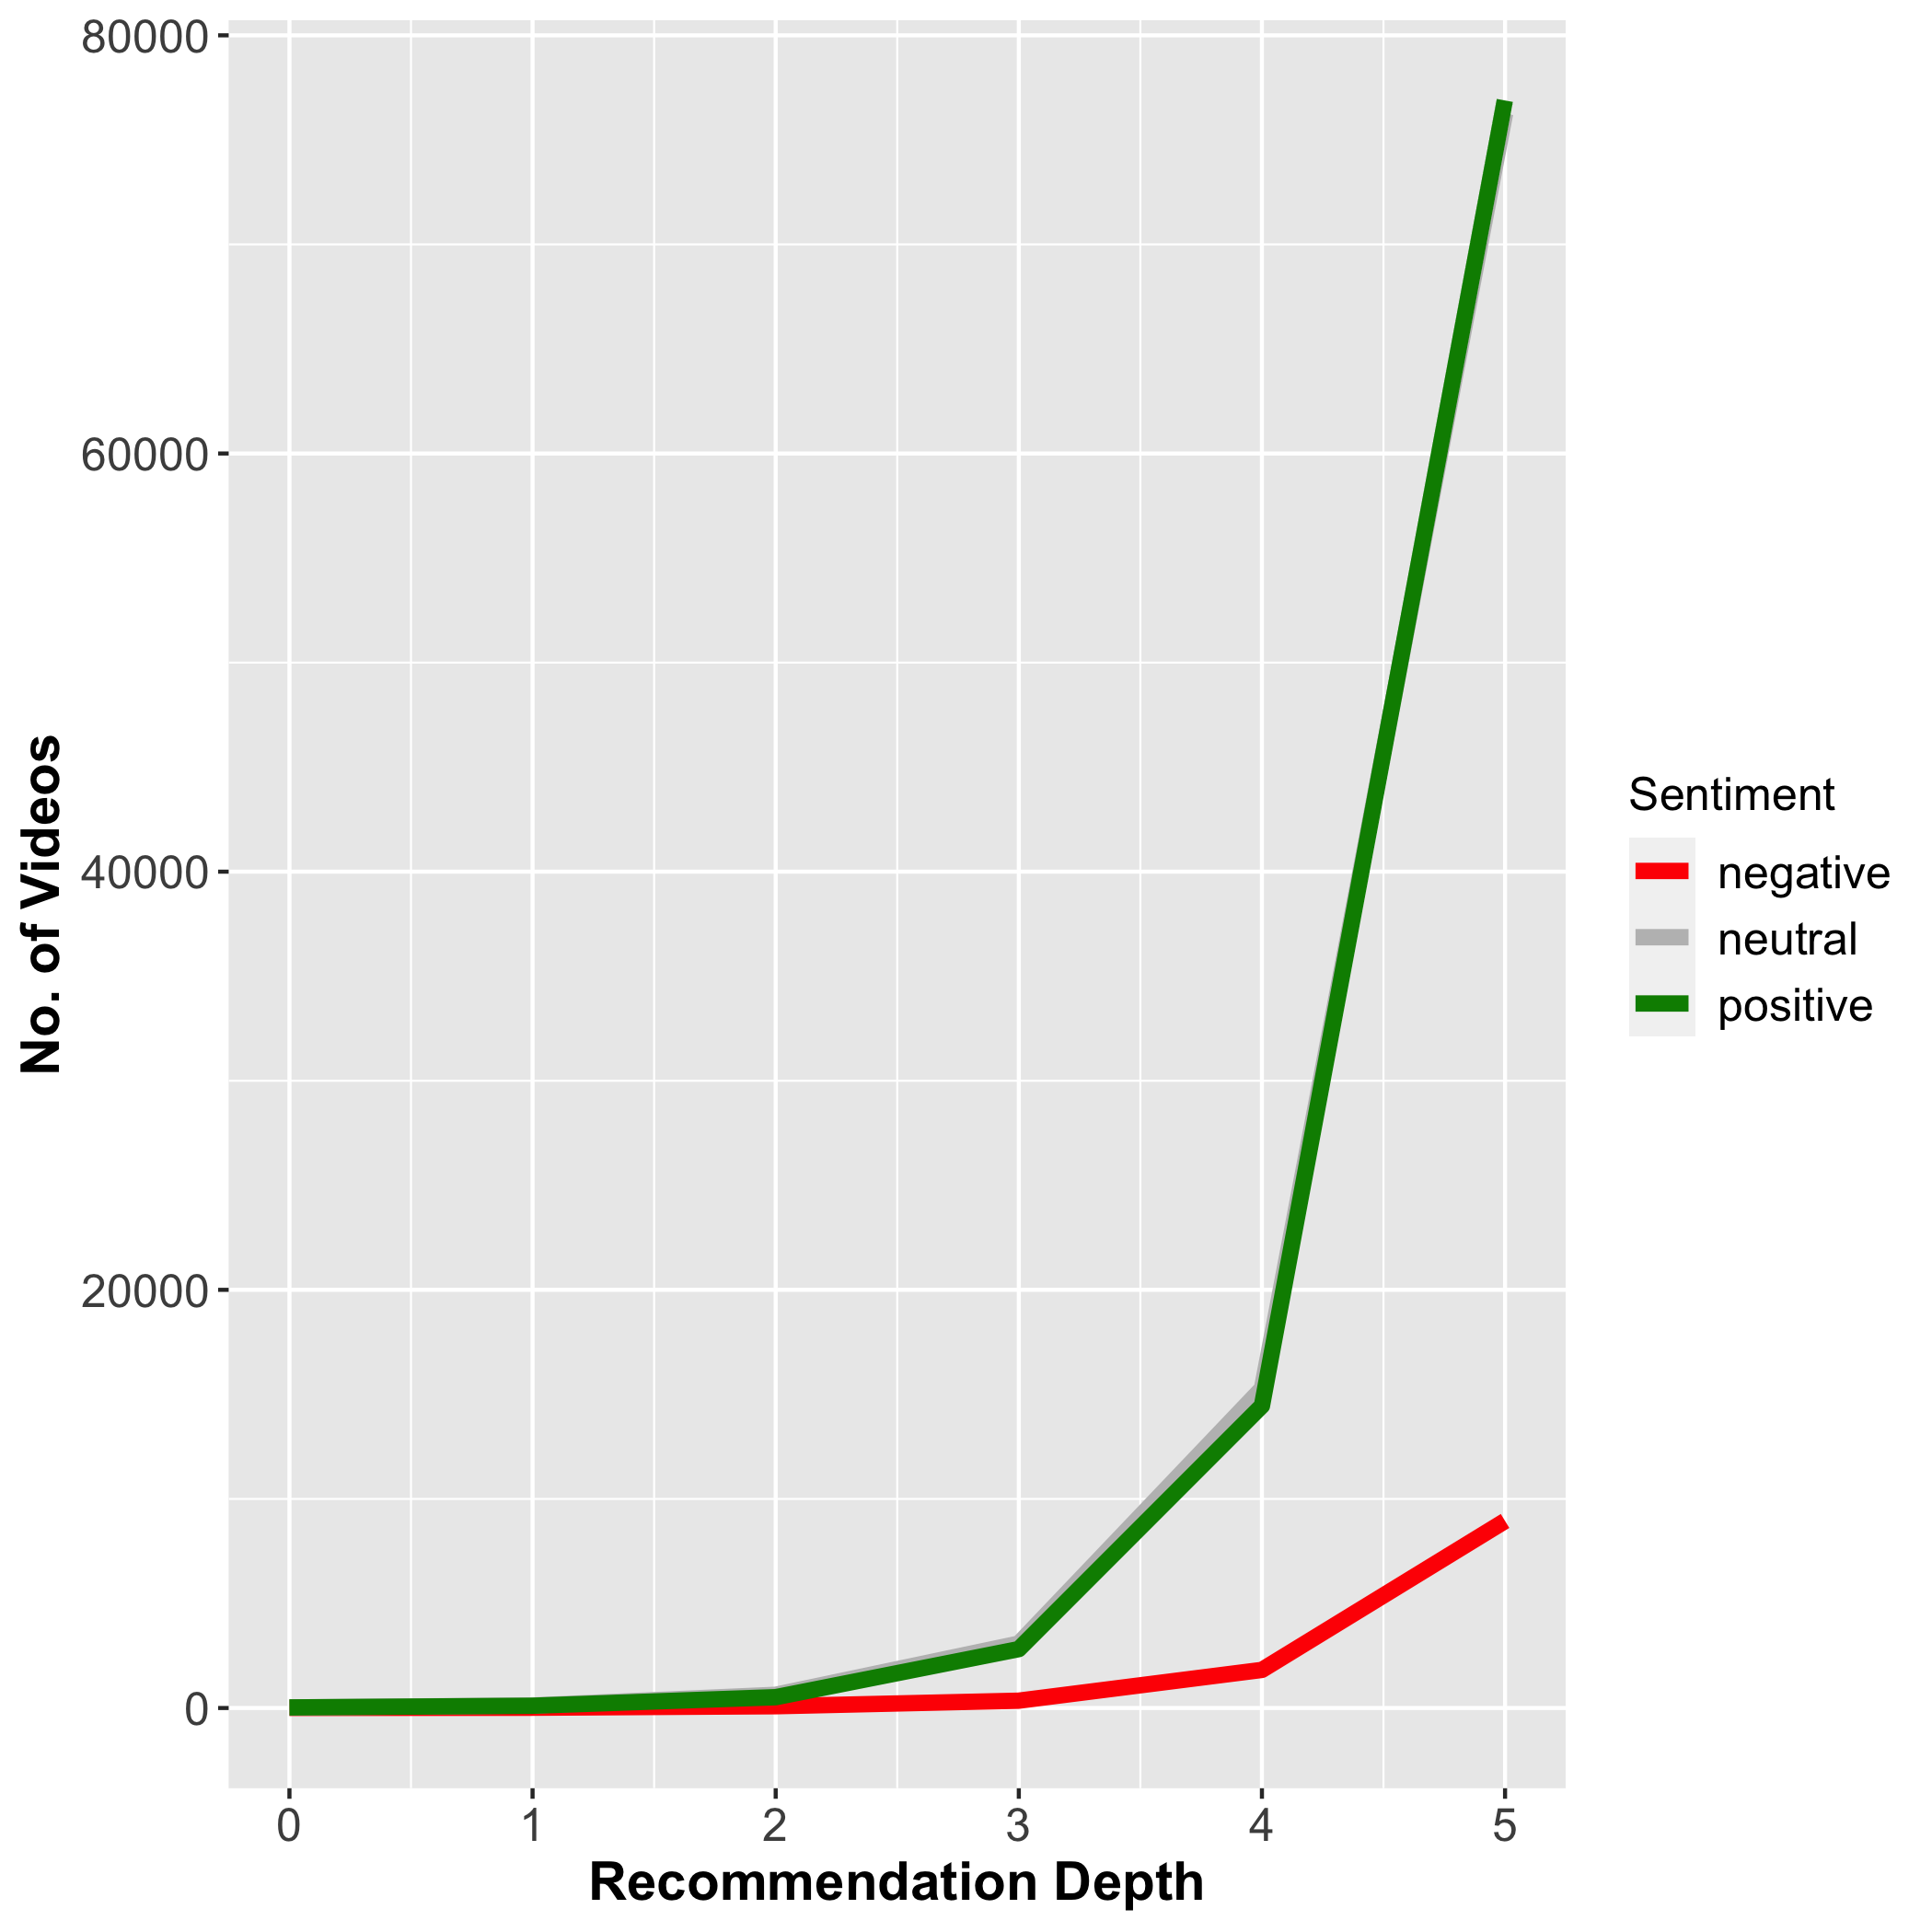 80000
60000
40000
20000
0
No. of Videos
0 1 2 3 4 5
Recommendation Depth
Sentiment
negative
neutral
positive